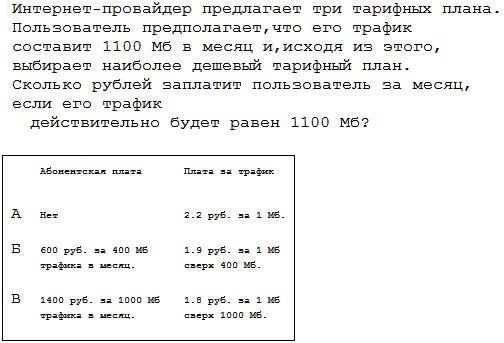 Интернет-провайдер предлагает три тарифных плана.
Пользователь предполагает,что его трафик
составит 1100 Мб в месяц и,исходя из этого,
выбирает наиболее дешевый тарифный план.
Сколько рублей заплатит пользователь за месяц,
если его трафик
действительно будет равен 1100 Мб?
Абонентская плата Плата за трафик
А Нет 2.2 руб. за 1 Мб.
Б 600 руб. за 400 Мб 1.9 руб. за 1 Мб
трафика в месяц. сверх 400 Мб.
В 1400 руб. за 1000 Мб 1.8 руб. за 1 Мб
трафика в месяц. сверх 1000 Мб.